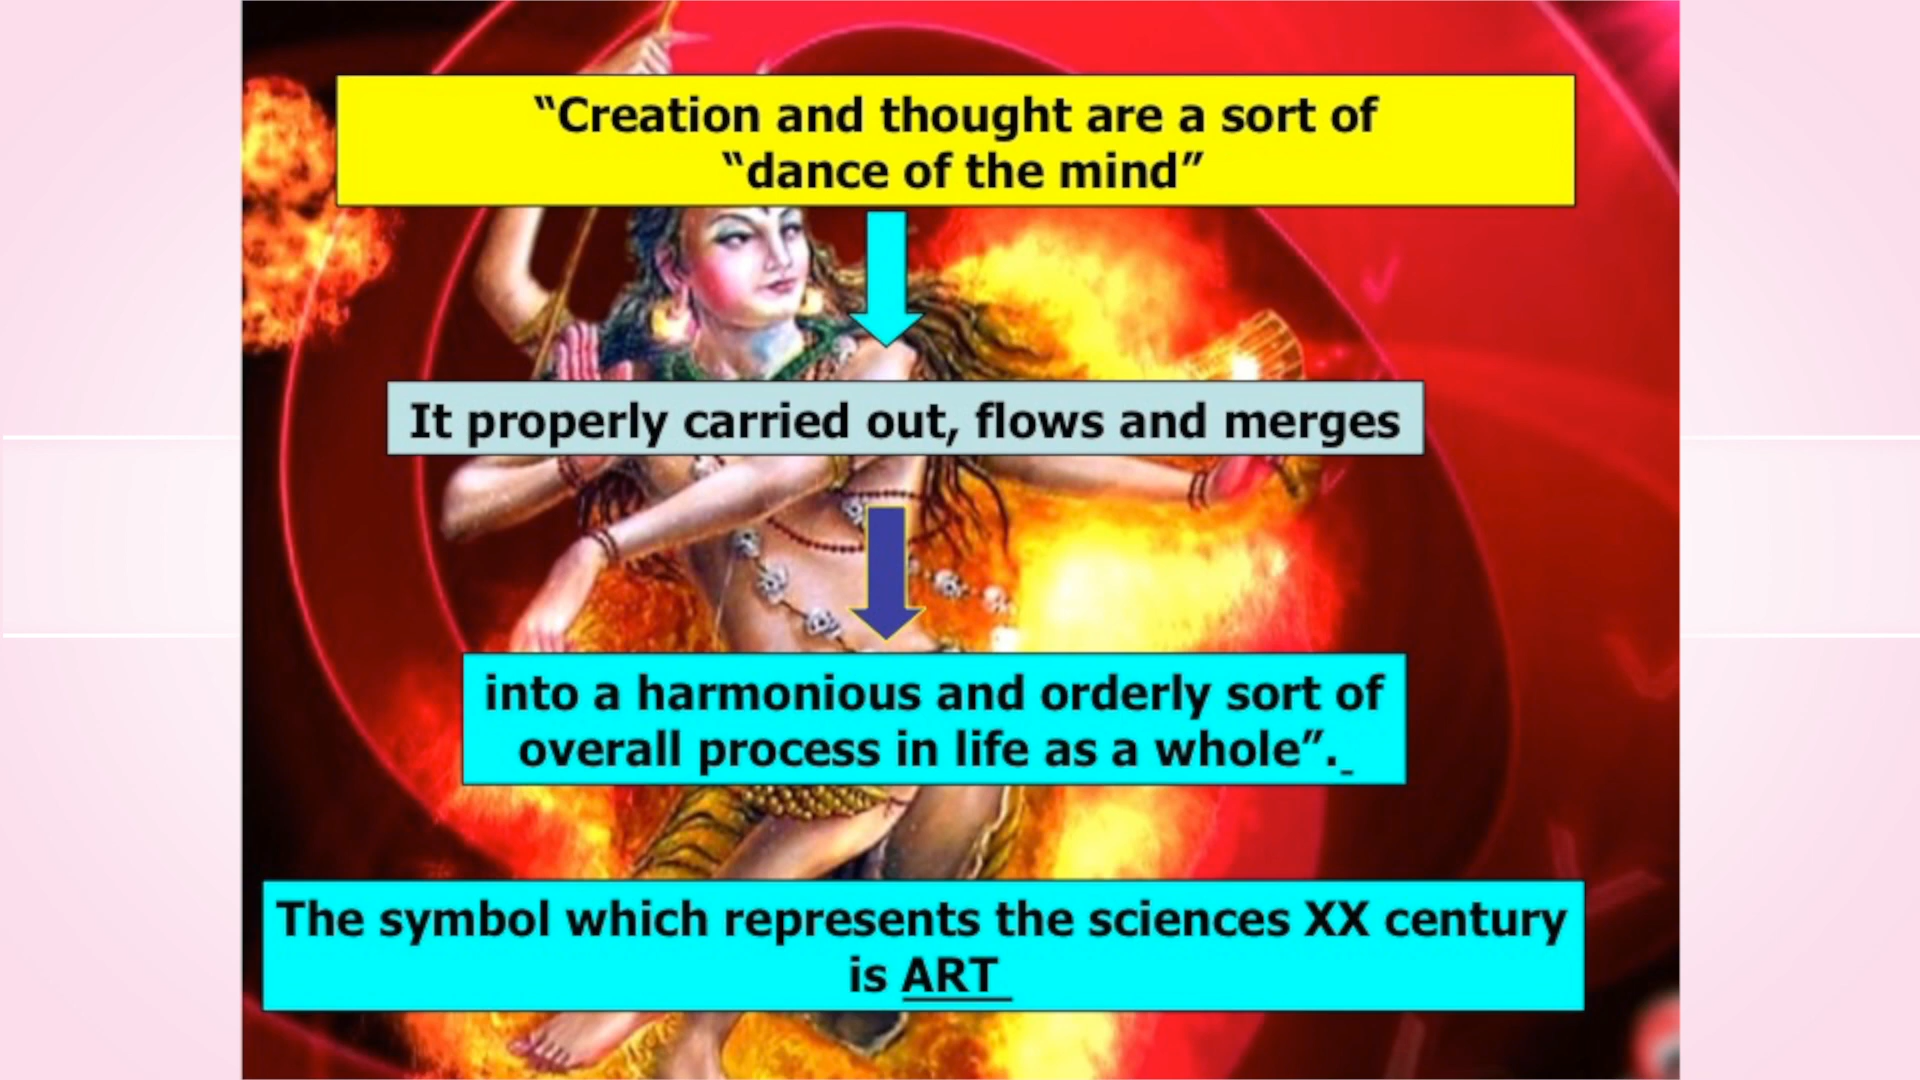 “Creation and thought are a sort of
“dance of the mind”
It properly carried out, flows and merges
into a harmonious and orderly sort of
overall process in life as a whole”.
The symbol which represents the sciences XX century
is ART